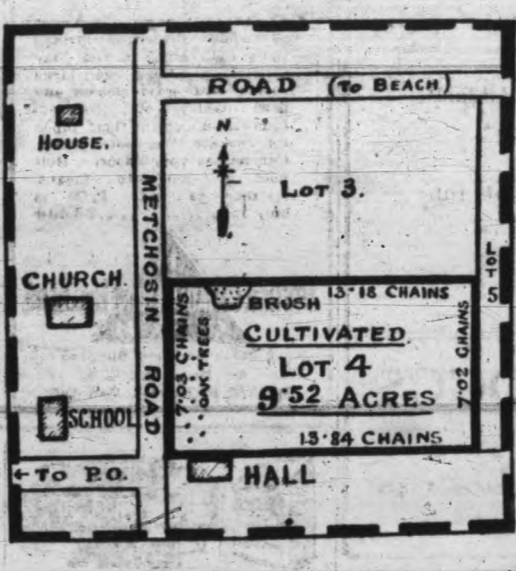 ROAD (TO BEACH)
HOUSE.
N
LOT 3.
METCHOSIN ROAD.
LOT 5
CHURCH.
13·18 CHAINS
BRUSH
7·03 CHAINS
OAK TREES
CULTIVATED
LOT 4
9·52 ACRES
7·02 CHAINS
SCHOOL
13·84 CHAINS
←TO P.O.
HALL